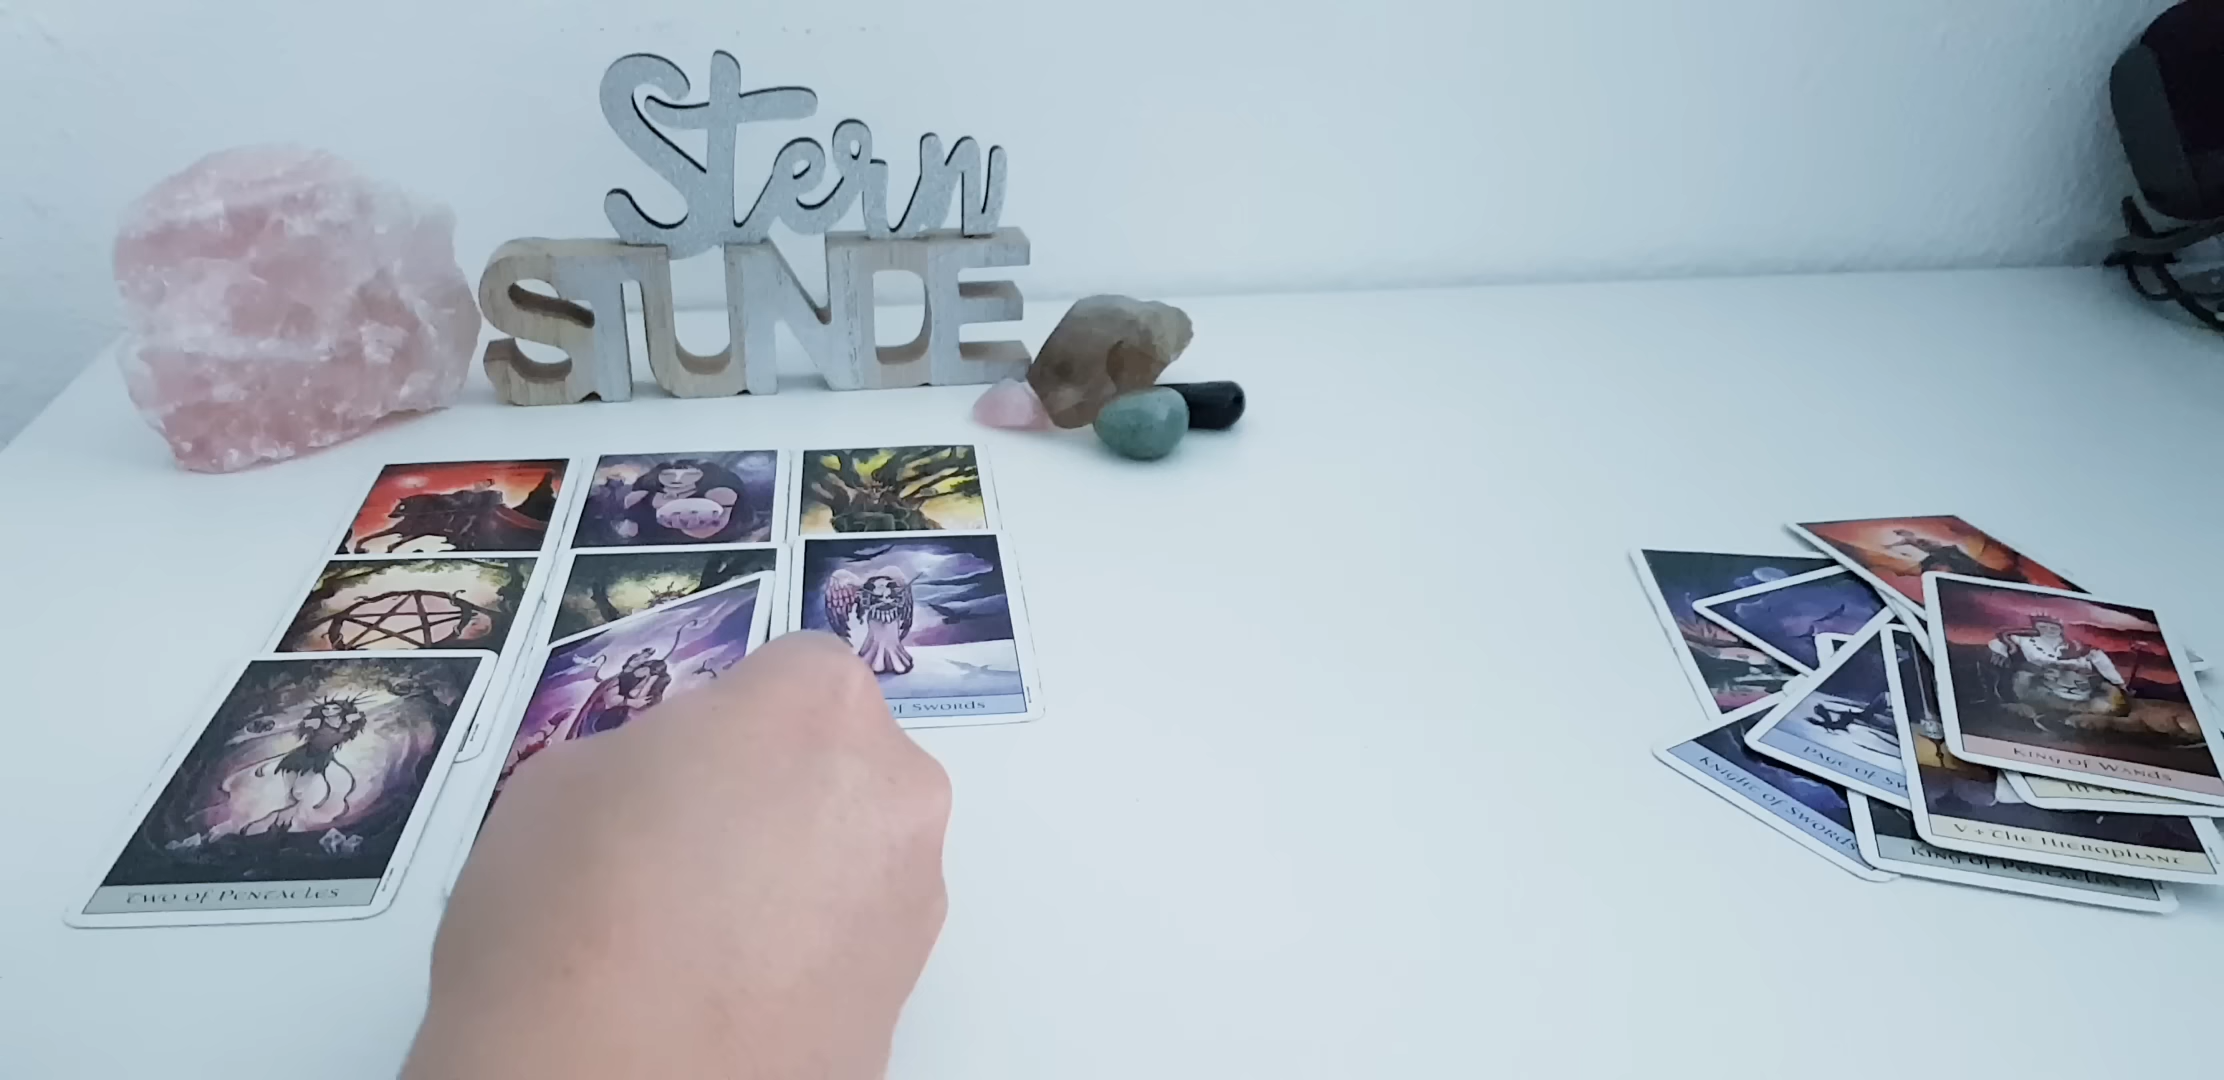 Stern
STUNDE
of Swords
Two of Pentacles
King of Wands
Page of Sw
Knight of Swords
III
V + The Hierophant
King of Pentacles